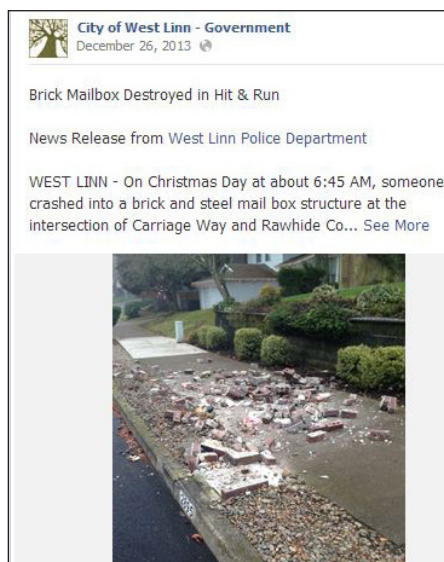 City of West Linn - Government
December 26, 2013
Brick Mailbox Destroyed in Hit & Run
News Release from West Linn Police Department
WEST LINN - On Christmas Day at about 6:45 AM, someone
crashed into a brick and steel mail box structure at the
intersection of Carriage Way and Rawhide Co... See More